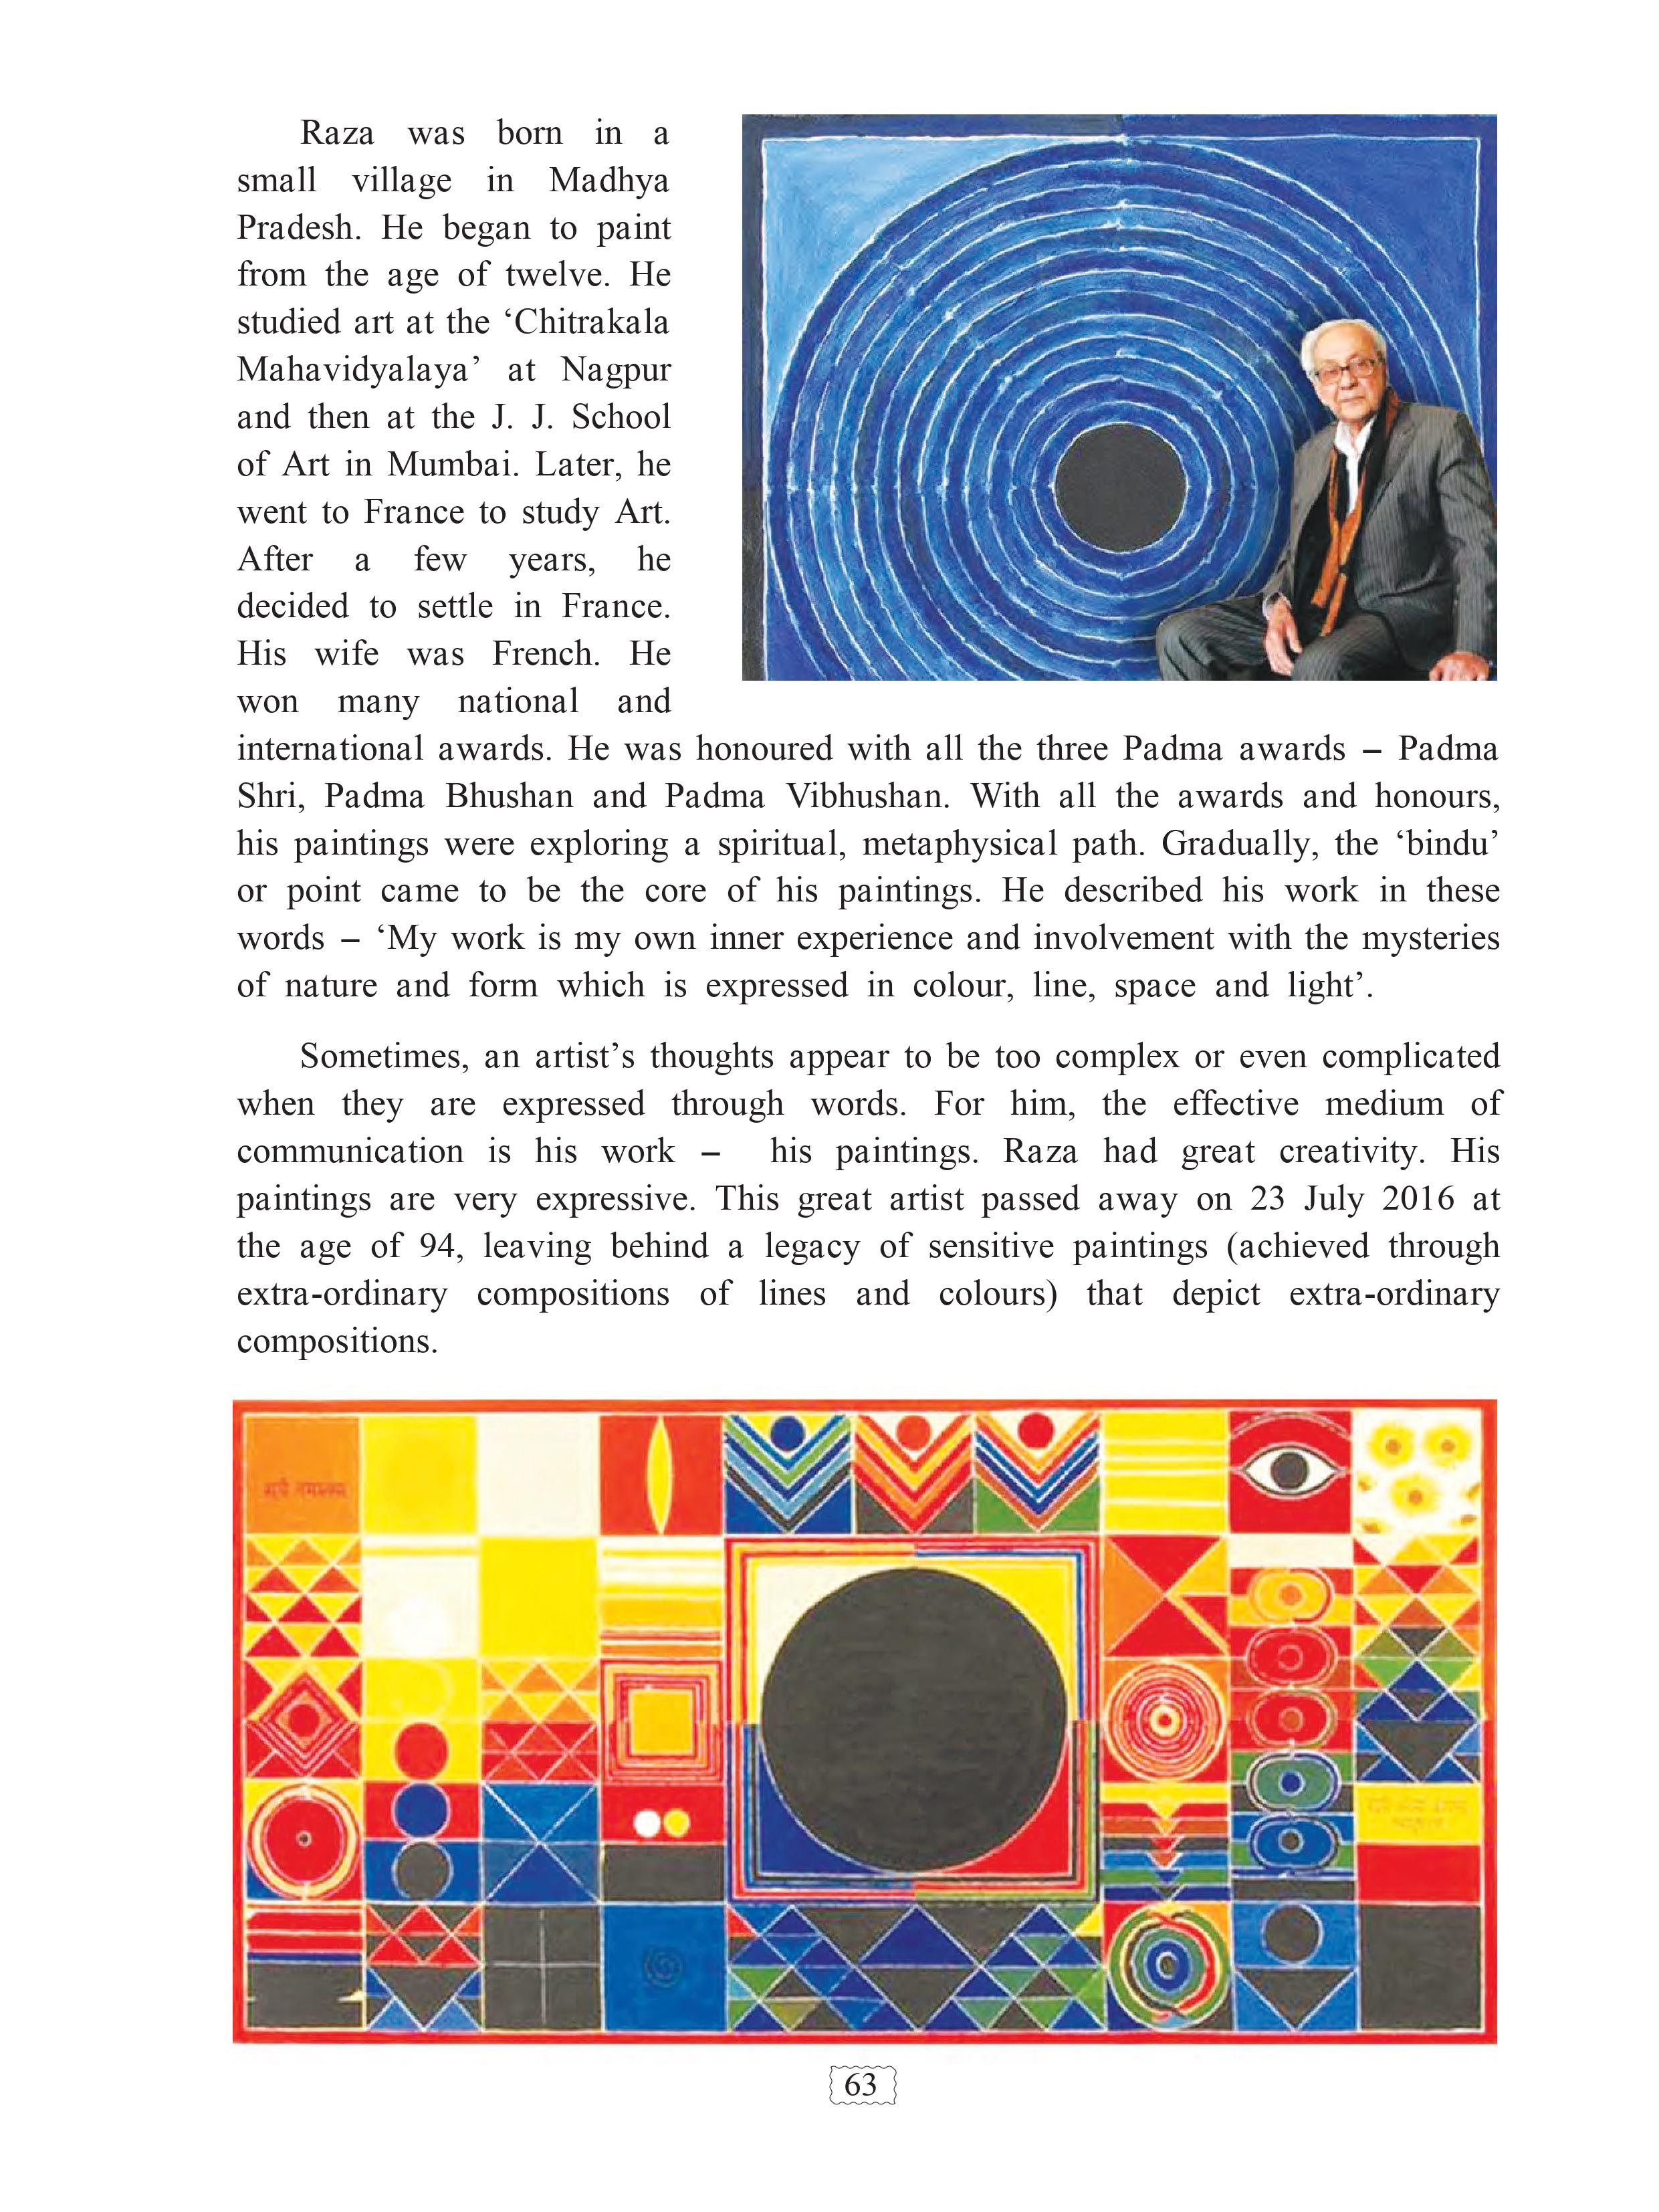 Raza was born in a
small village in Madhya
Pradesh. He began to paint
from the age of twelve. He
studied art at the ‘Chitrakala
Mahavidyalaya’ at Nagpur
and then at the J. J. School
of Art in Mumbai. Later, he
went to France to study Art.
After a few years, he
decided to settle in France.
His wife was French. He
won many national and
international awards. He was honoured with all the three Padma awards – Padma
Shri, Padma Bhushan and Padma Vibhushan. With all the awards and honours,
his paintings were exploring a spiritual, metaphysical path. Gradually, the ‘bindu’
or point came to be the core of his paintings. He described his work in these
words – ‘My work is my own inner experience and involvement with the mysteries
of nature and form which is expressed in colour, line, space and light’.
Sometimes, an artist’s thoughts appear to be too complex or even complicated
when they are expressed through words. For him, the effective medium of
communication is his work – his paintings. Raza had great creativity. His
paintings are very expressive. This great artist passed away on 23 July 2016 at
the age of 94, leaving behind a legacy of sensitive paintings (achieved through
extra-ordinary compositions of lines and colours) that depict extra-ordinary
compositions.
63